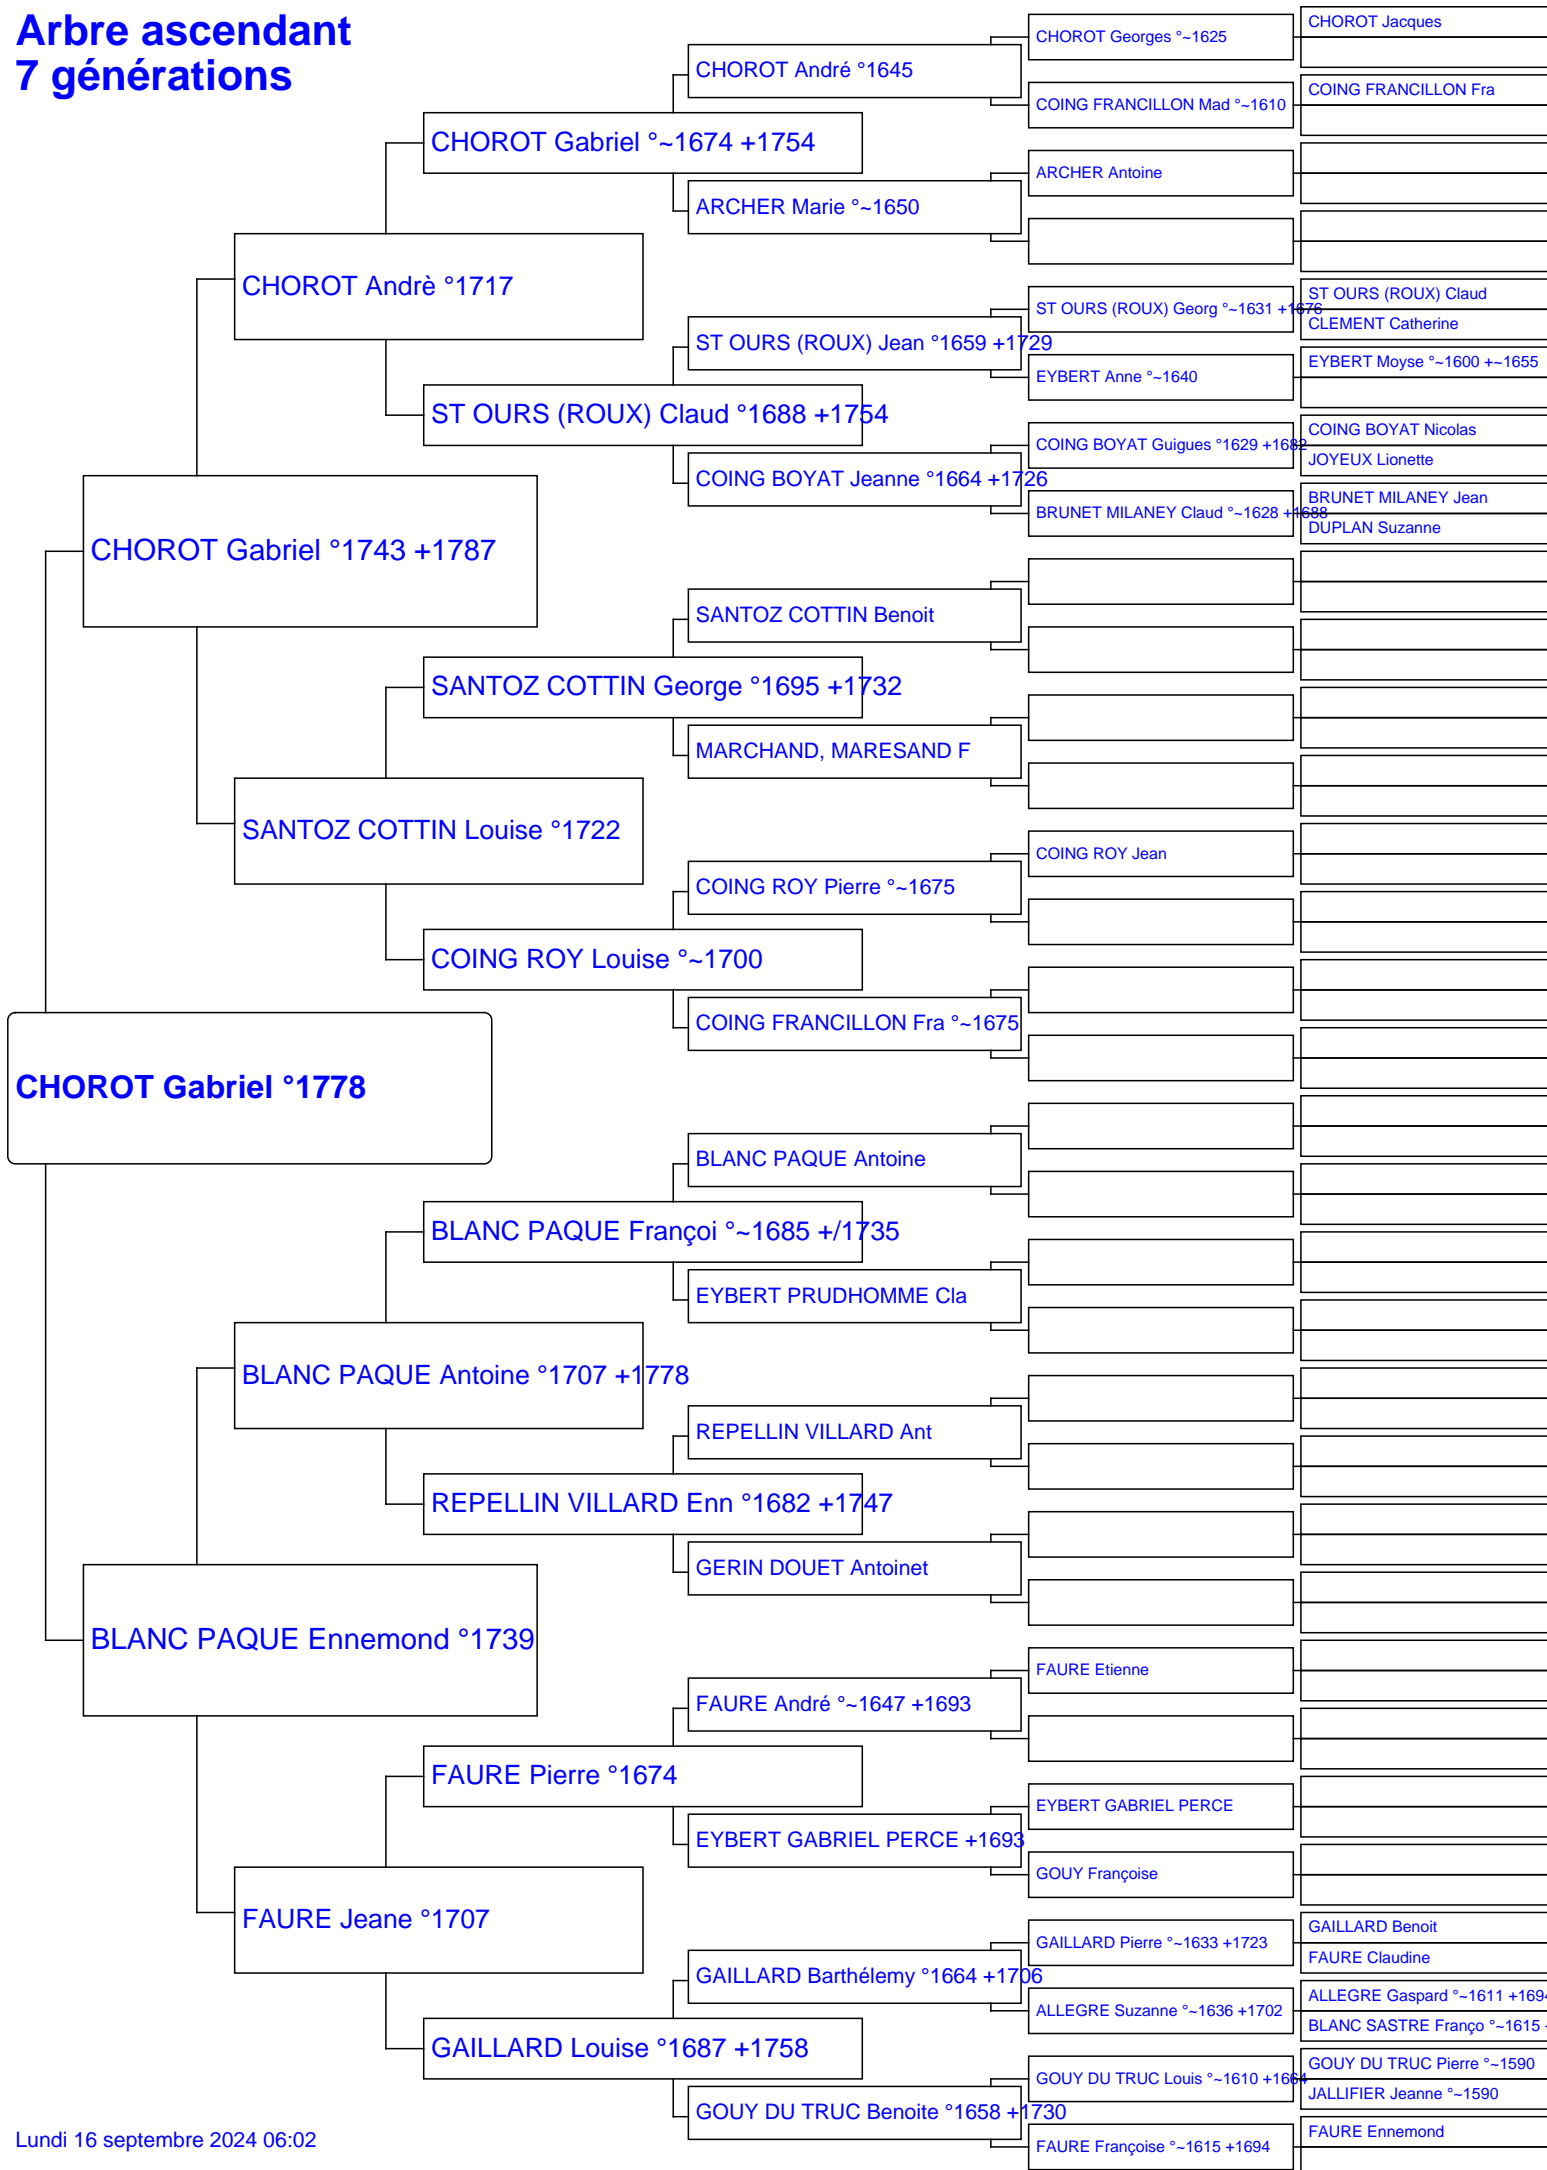 Arbre ascendant
7 générations
CHOROT Jacques
CHOROT Georges °~1625
CHOROT André °1645
COING FRANCILLON Fra
COING FRANCILLON Mad °~1610
CHOROT Gabriel °~1674 +1754
ARCHER Antoine
ARCHER Marie °~1650
CHOROT Andrè °1717
ST OURS (ROUX) Claud
ST OURS (ROUX) Georg °~1631 +1676
CLEMENT Catherine
ST OURS (ROUX) Jean °1659 +1729
EYBERT Moyse °~1600 +~1655
EYBERT Anne °~1640
ST OURS (ROUX) Claud °1688 +1754
COING BOYAT Nicolas
COING BOYAT Guigues °1629 +1682
JOYEUX Lionette
COING BOYAT Jeanne °1664 +1726
BRUNET MILANEY Jean
BRUNET MILANEY Claud °~1628 +1688
DUPLAN Suzanne
CHOROT Gabriel °1743 +1787
SANTOZ COTTIN Benoit
SANTOZ COTTIN George °1695 +1732
MARCHAND, MARESAND F
SANTOZ COTTIN Louise °1722
COING ROY Jean
COING ROY Pierre °~1675
COING ROY Louise °~1700
COING FRANCILLON Fra °~1675
CHOROT Gabriel °1778
BLANC PAQUE Antoine
BLANC PAQUE Françoi °~1685 +/1735
EYBERT PRUDHOMME Cla
BLANC PAQUE Antoine °1707 +1778
REPELLIN VILLARD Ant
REPELLIN VILLARD Enn °1682 +1747
GERIN DOUET Antoinet
BLANC PAQUE Ennemond °1739
FAURE Etienne
FAURE André °~1647 +1693
FAURE Pierre °1674
EYBERT GABRIEL PERCE
EYBERT GABRIEL PERCE +1693
GOUY Françoise
FAURE Jeane °1707
GAILLARD Benoit
GAILLARD Pierre °~1633 +1723
FAURE Claudine
GAILLARD Barthélemy °1664 +1706
ALLEGRE Gaspard °~1611 +1694
ALLEGRE Suzanne °~1636 +1702
BLANC SASTRE Franço °~1615 +
GAILLARD Louise °1687 +1758
GOUY DU TRUC Pierre °~1590
GOUY DU TRUC Louis °~1610 +1664
JALLIFIER Jeanne °~1590
GOUY DU TRUC Benoite °1658 +1730
FAURE Ennemond
FAURE Françoise °~1615 +1694
Lundi 16 septembre 2024 06:02